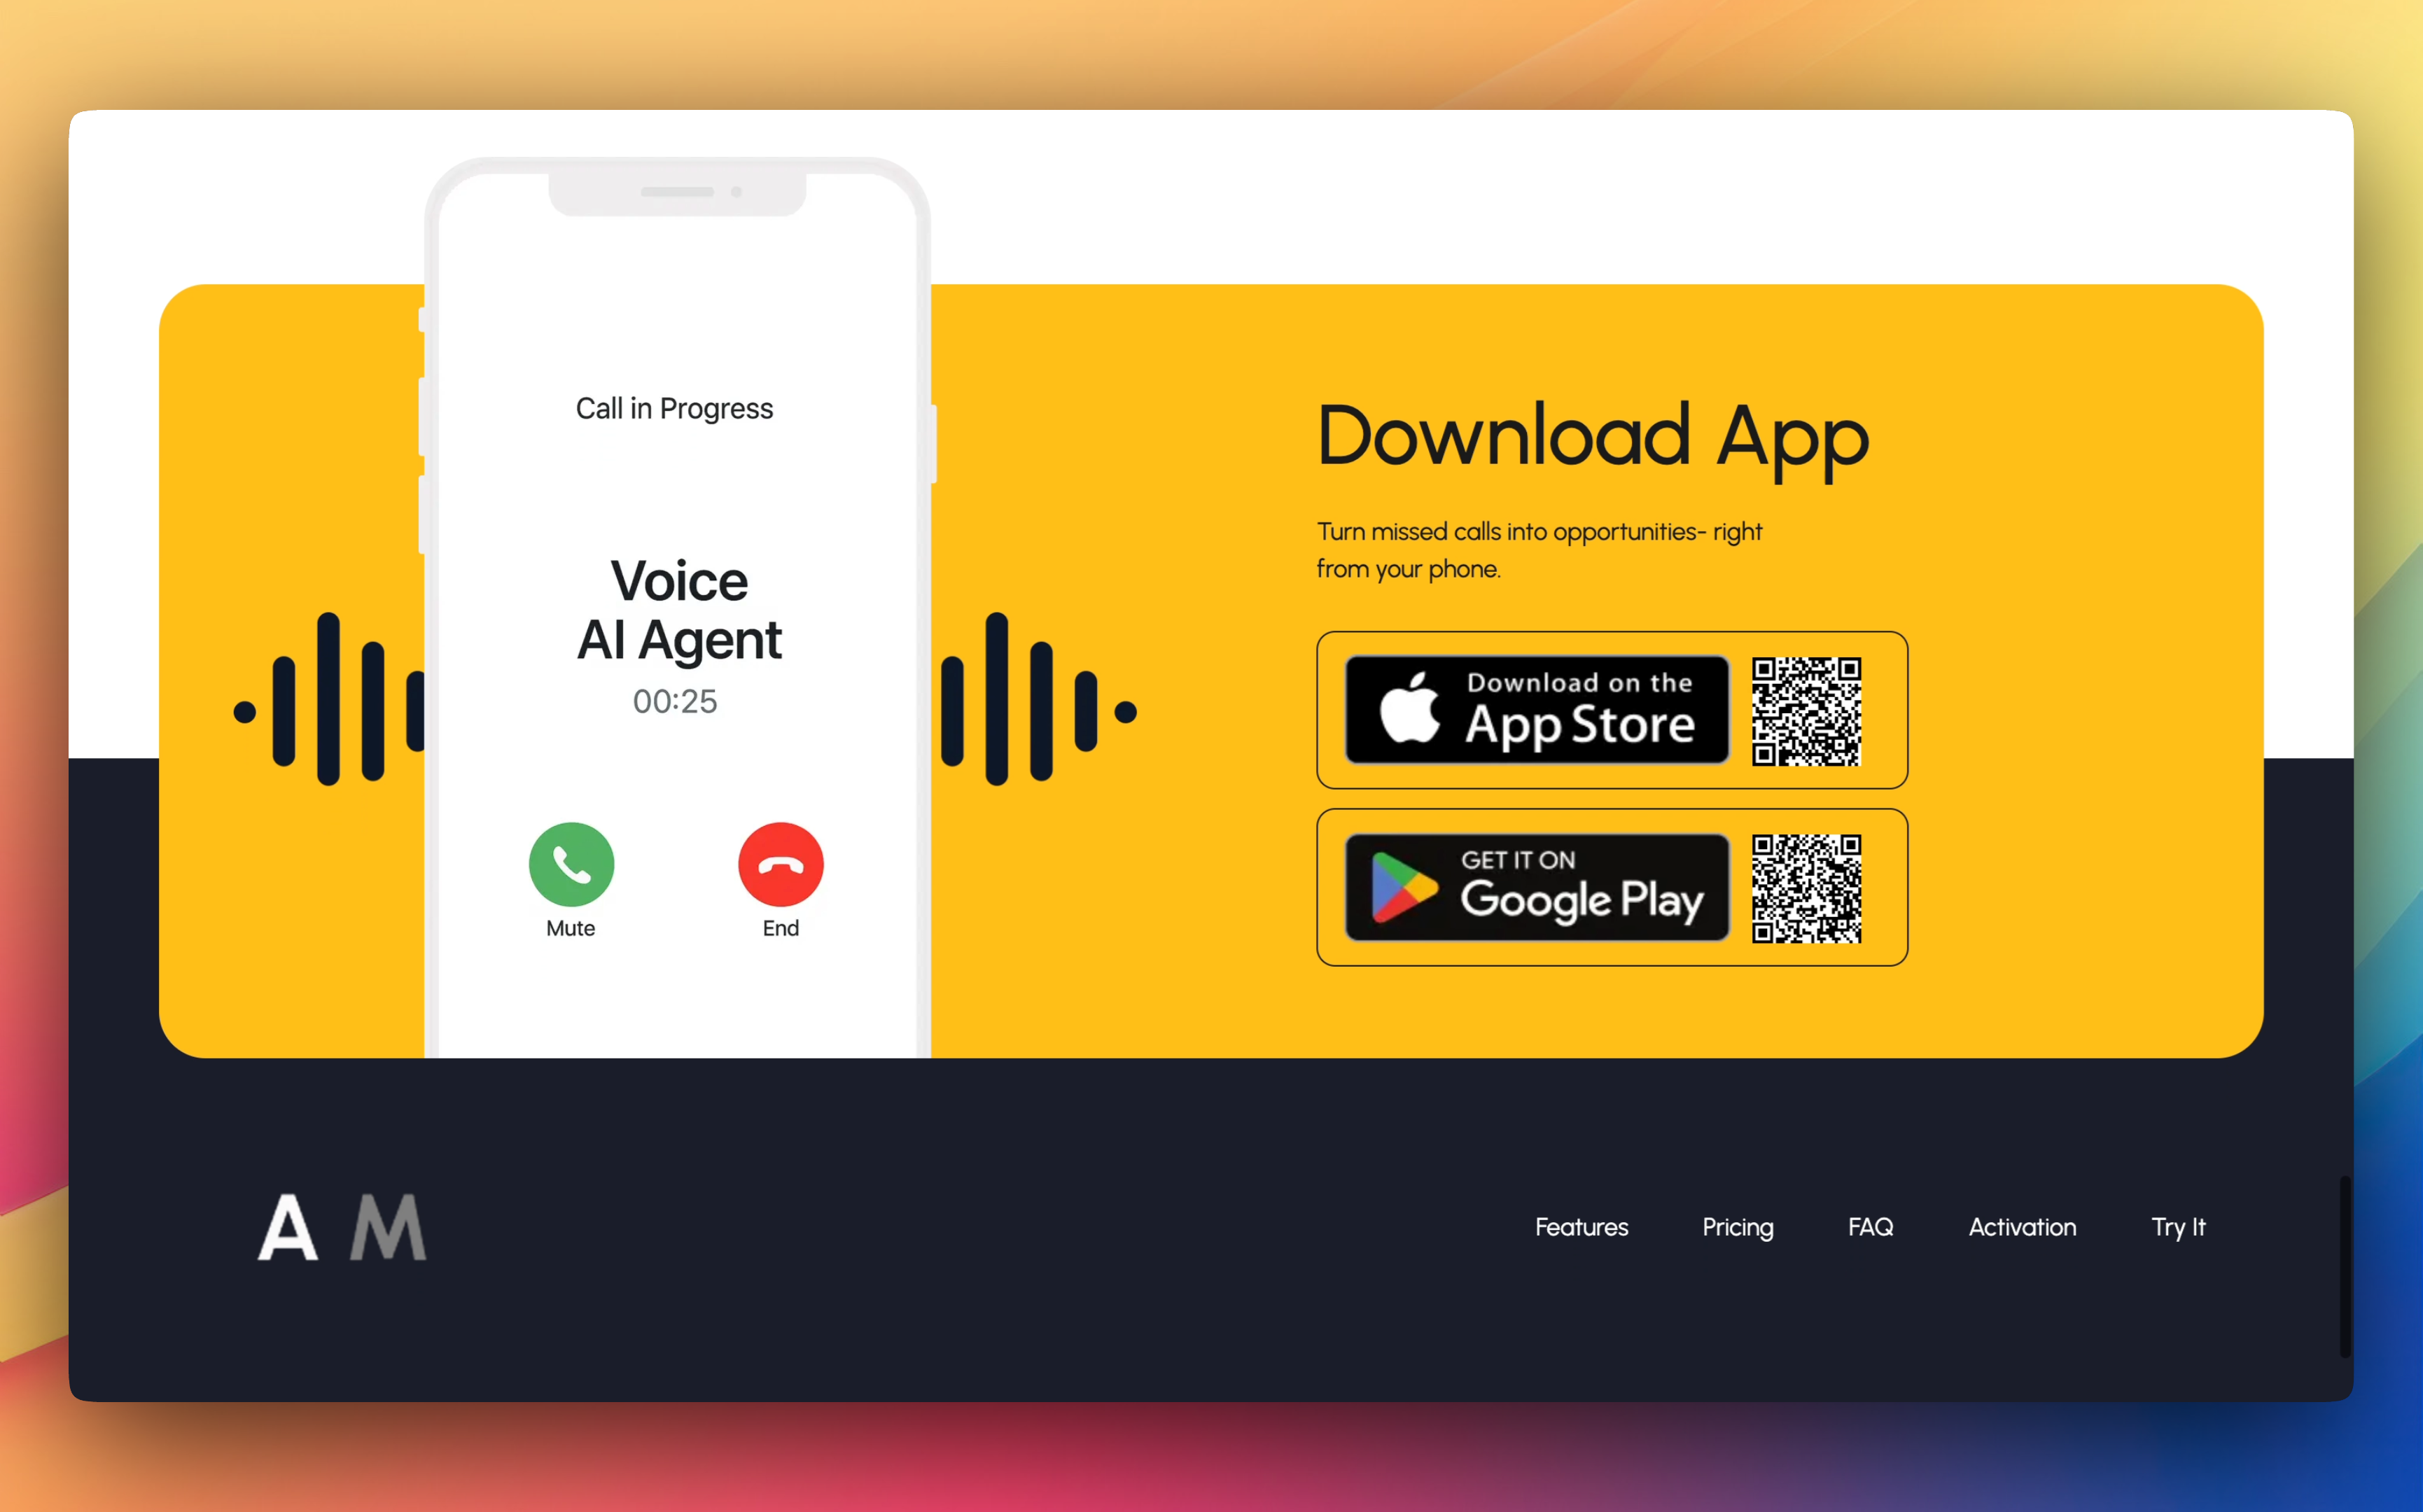 Call in Progress
Voice
AI Agent
00:25
Mute
End
Download App
Turn missed calls into opportunities- right
from your phone.
Download on the
App Store
GET IT ON
Google Play
A M
Features
Pricing
FAQ
Activation
Try It